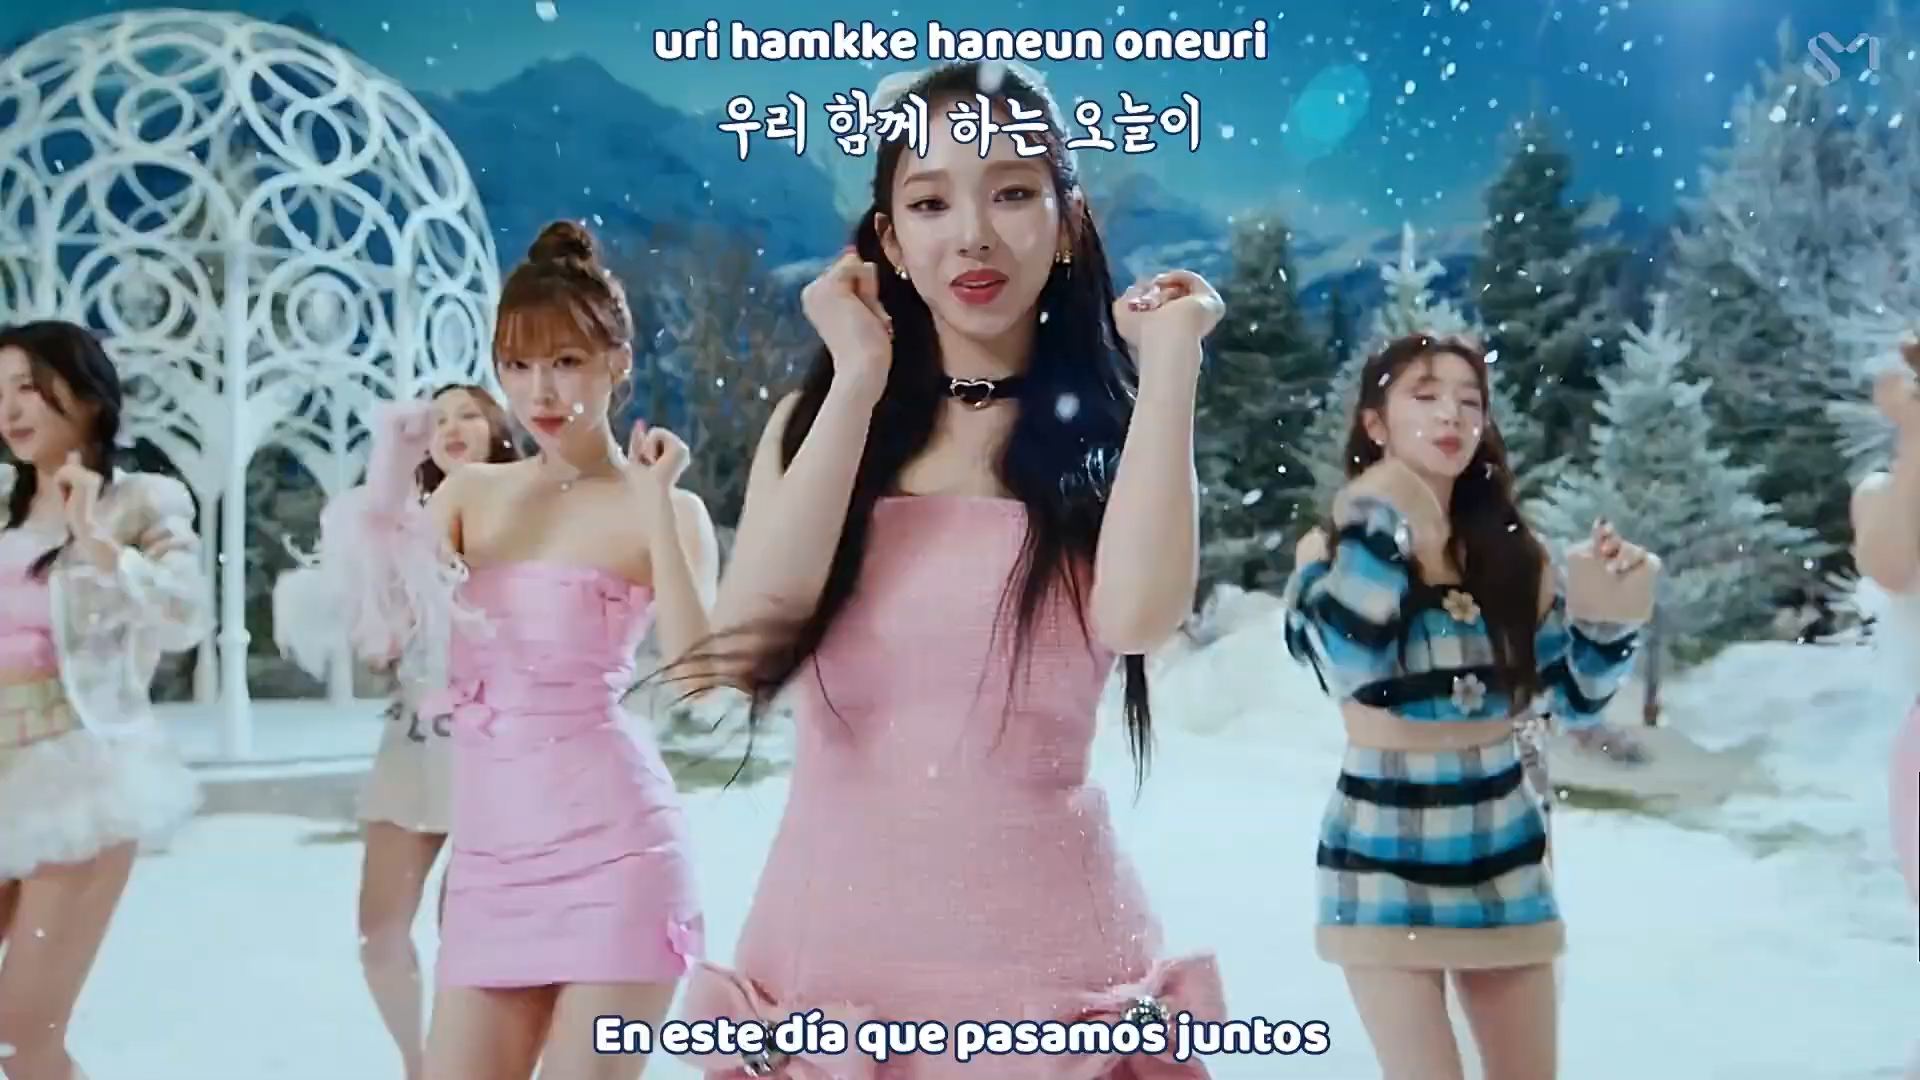 uri hamkke haneun oneuri
SM
우리 함께 하는 오늘이
En este día que pasamos juntos